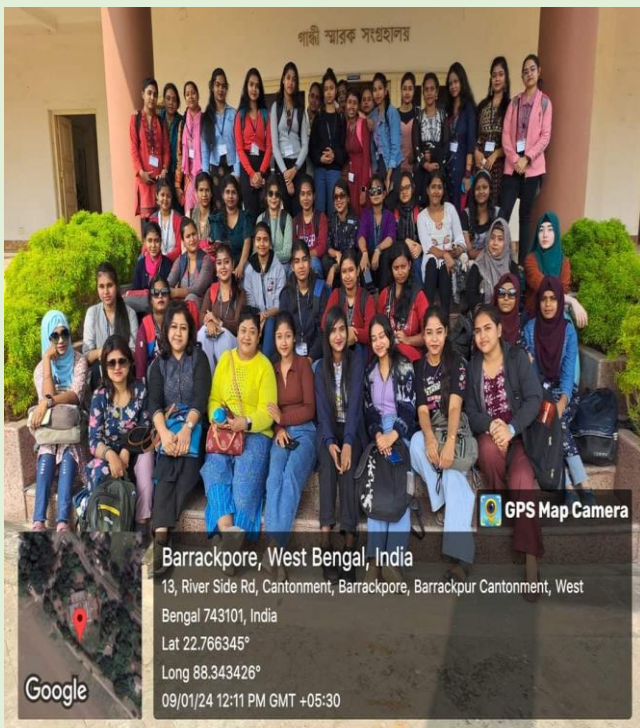 গান্ধী স্মারক সংগ্রহালয়
GPS Map Camera
Barrackpore, West Bengal, India
13, River Side Rd, Cantonment, Barrackpore, Barrackpur Cantonment, West
Bengal 743101, India
Lat 22.766345°
Long 88.343426°
09/01/24 12:11 PM GMT +05:30
Google